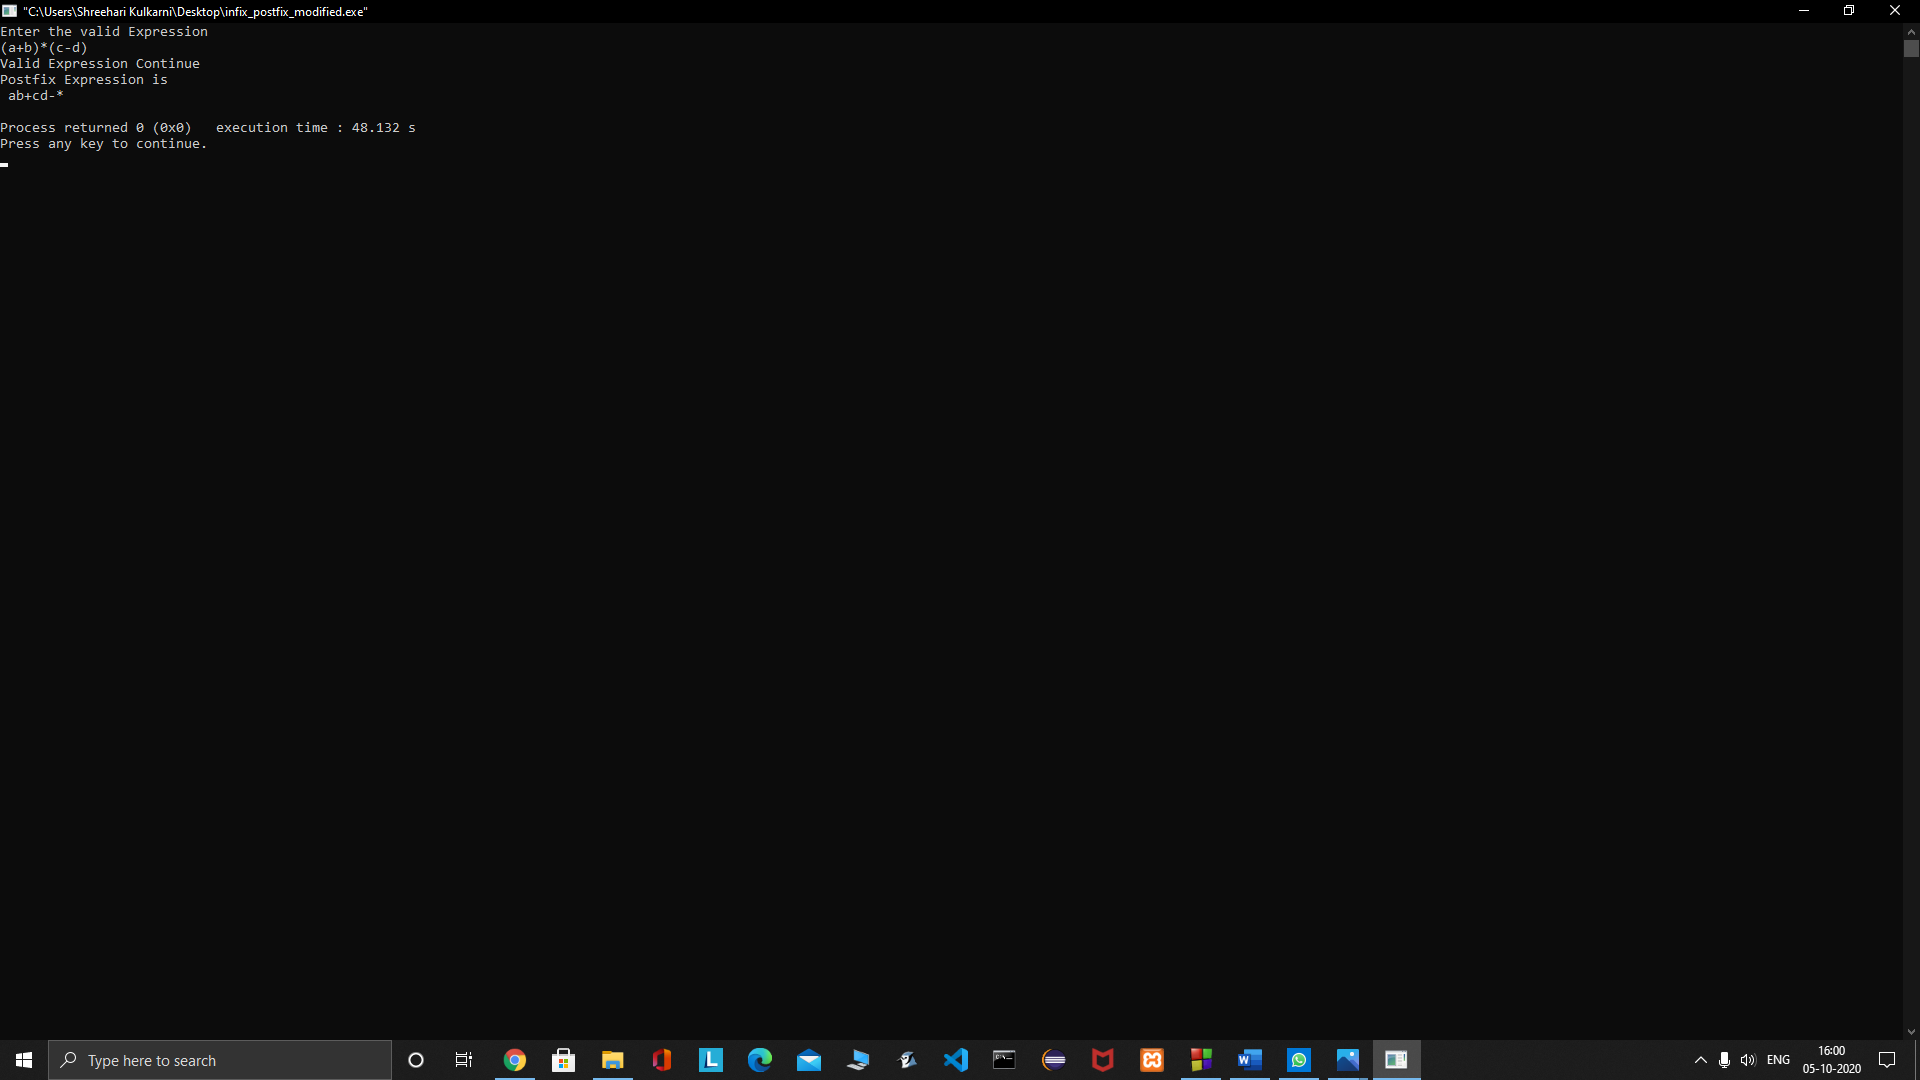 "C:\Users\Shreehari Kulkarni\Desktop\infix_postfix_modified.exe"
Enter the valid Expression
(a+b)*(c-d)
Valid Expression Continue
Postfix Expression is
 ab+cd-*
Process returned 0 (0x0)   execution time : 48.132 s
Press any key to continue.
Type here to search
L
W
ENG
16:00
05-10-2020